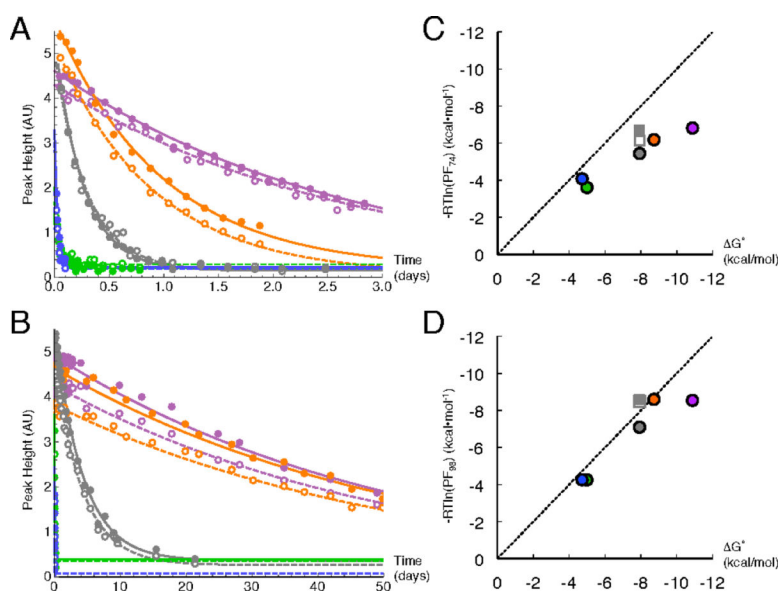 A
Peak Height (AU)
5
4
3
2
1
0
0.0 0.5 1.0 1.5 2.0 2.5 3.0
Time
(days)
B
Peak Height (AU)
5
4
3
2
1
0
0 10 20 30 40 50
Time
(days)
C
-RTln(PF74) (kcal•mol-1)
-12
-10
-8
-6
-4
-2
0
0 -2 -4 -6 -8 -10 -12
ΔG°
(kcal/mol)
D
-RTln(PF98) (kcal•mol-1)
-12
-10
-8
-6
-4
-2
0
0 -2 -4 -6 -8 -10 -12
ΔG°
(kcal/mol)